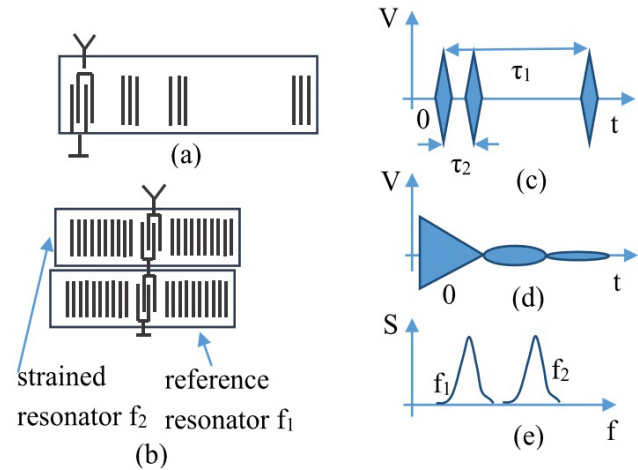 (a)
strained
resonator f₂
reference
resonator f₁
(b)
V
τ₁
0
t
τ₂
(c)
V
t
0
(d)
S
f₁
f₂
f
(e)